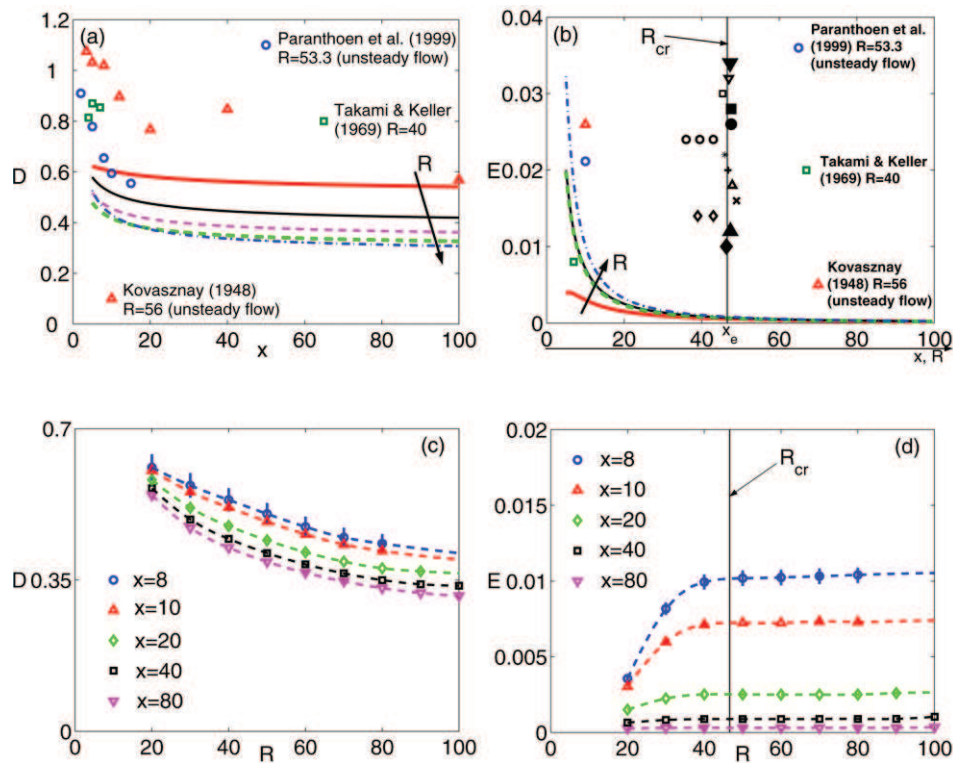 (a)
Paranthoen et al. (1999)
R=53.3 (unsteady flow)
Takami & Keller
(1969) R=40
R
Kovasznay (1948)
R=56 (unsteady flow)
D
1.2
1
0.8
0.6
0.4
0.2
0
0 20 40 60 80 100
x
(b)
R_cr
Paranthoen et al.
(1999) R=53.3
(unsteady flow)
Takami & Keller
(1969) R=40
R
Kovasznay
(1948) R=56
(unsteady flow)
E
0.04
0.03
0.02
0.01
0
0 20 40 60 80 100
x_e
x, R
(c)
D
0.7
0.35
0
x=8
x=10
x=20
x=40
x=80
20 40 60 80 100
R
(d)
R_cr
E
0.02
0.015
0.01
0.005
0
x=8
x=10
x=20
x=40
x=80
0 20 40 60 80 100
R